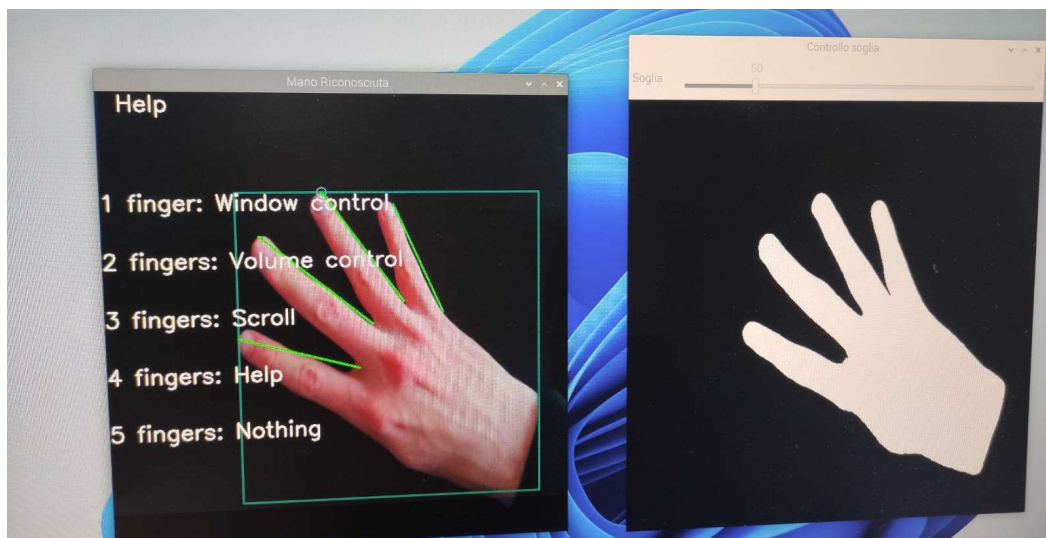 Mano Riconosciuta
Help
1 finger: Window control
2 fingers: Volume control
3 fingers: Scroll
4 fingers: Help
5 fingers: Nothing
Controllo soglia
Soglia
50